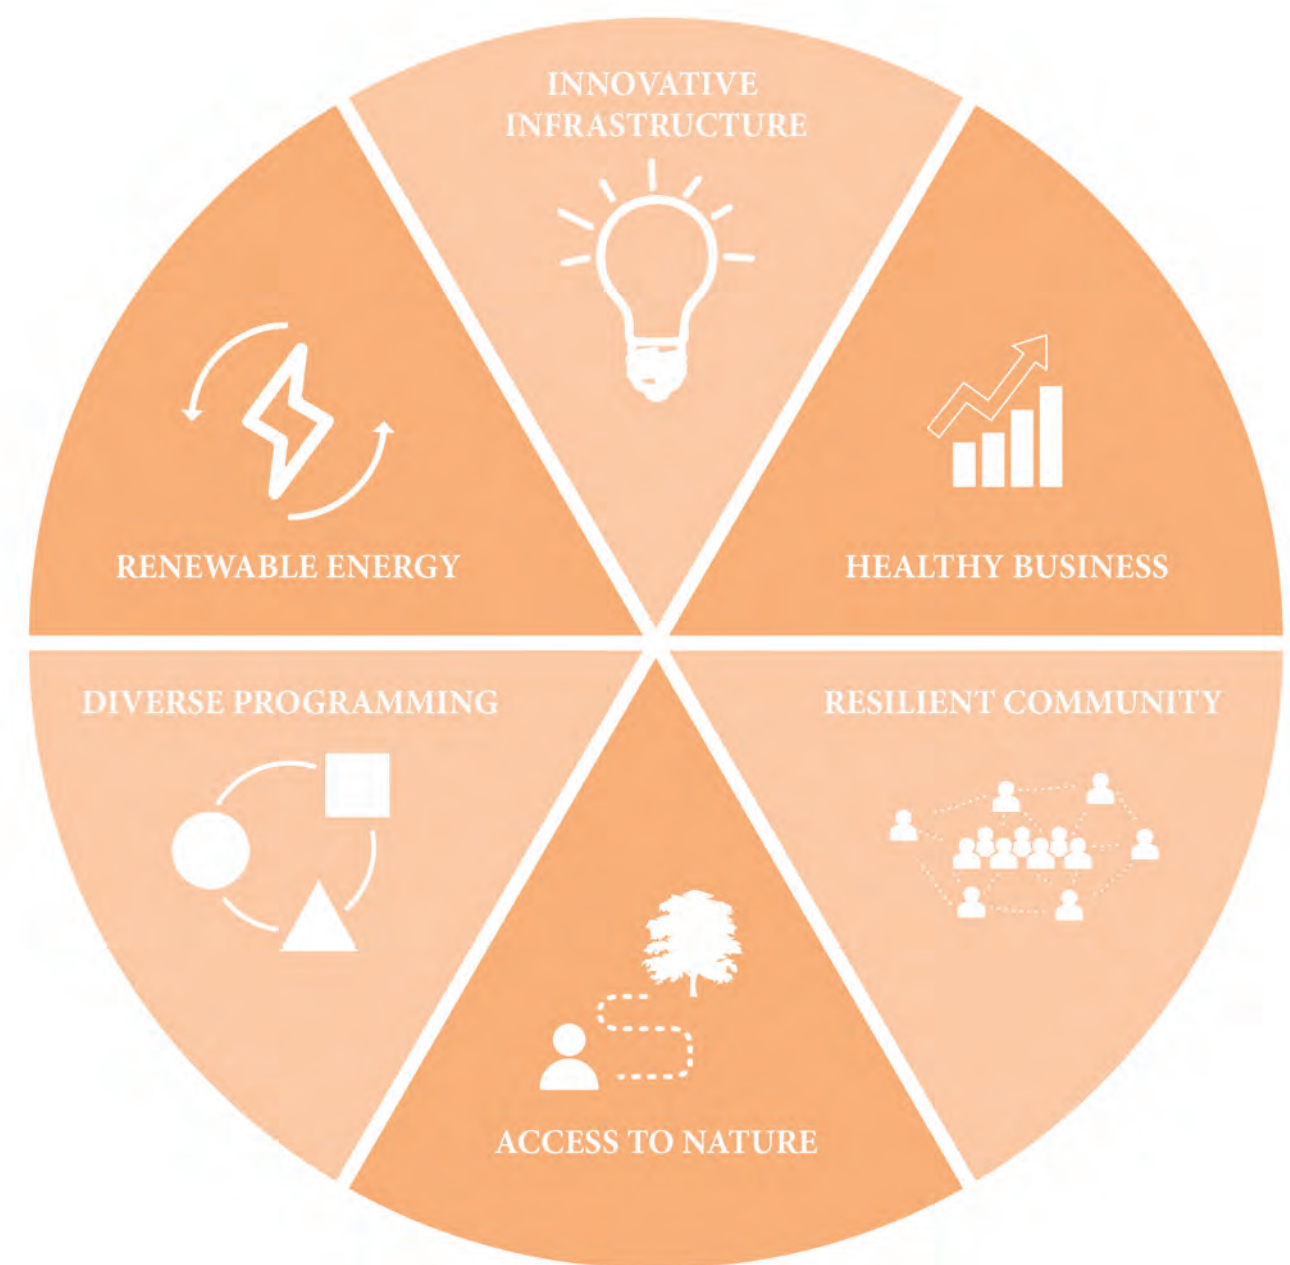 INNOVATIVE
INFRASTRUCTURE
RENEWABLE ENERGY
HEALTHY BUSINESS
DIVERSE PROGRAMMING
RESILIENT COMMUNITY
ACCESS TO NATURE